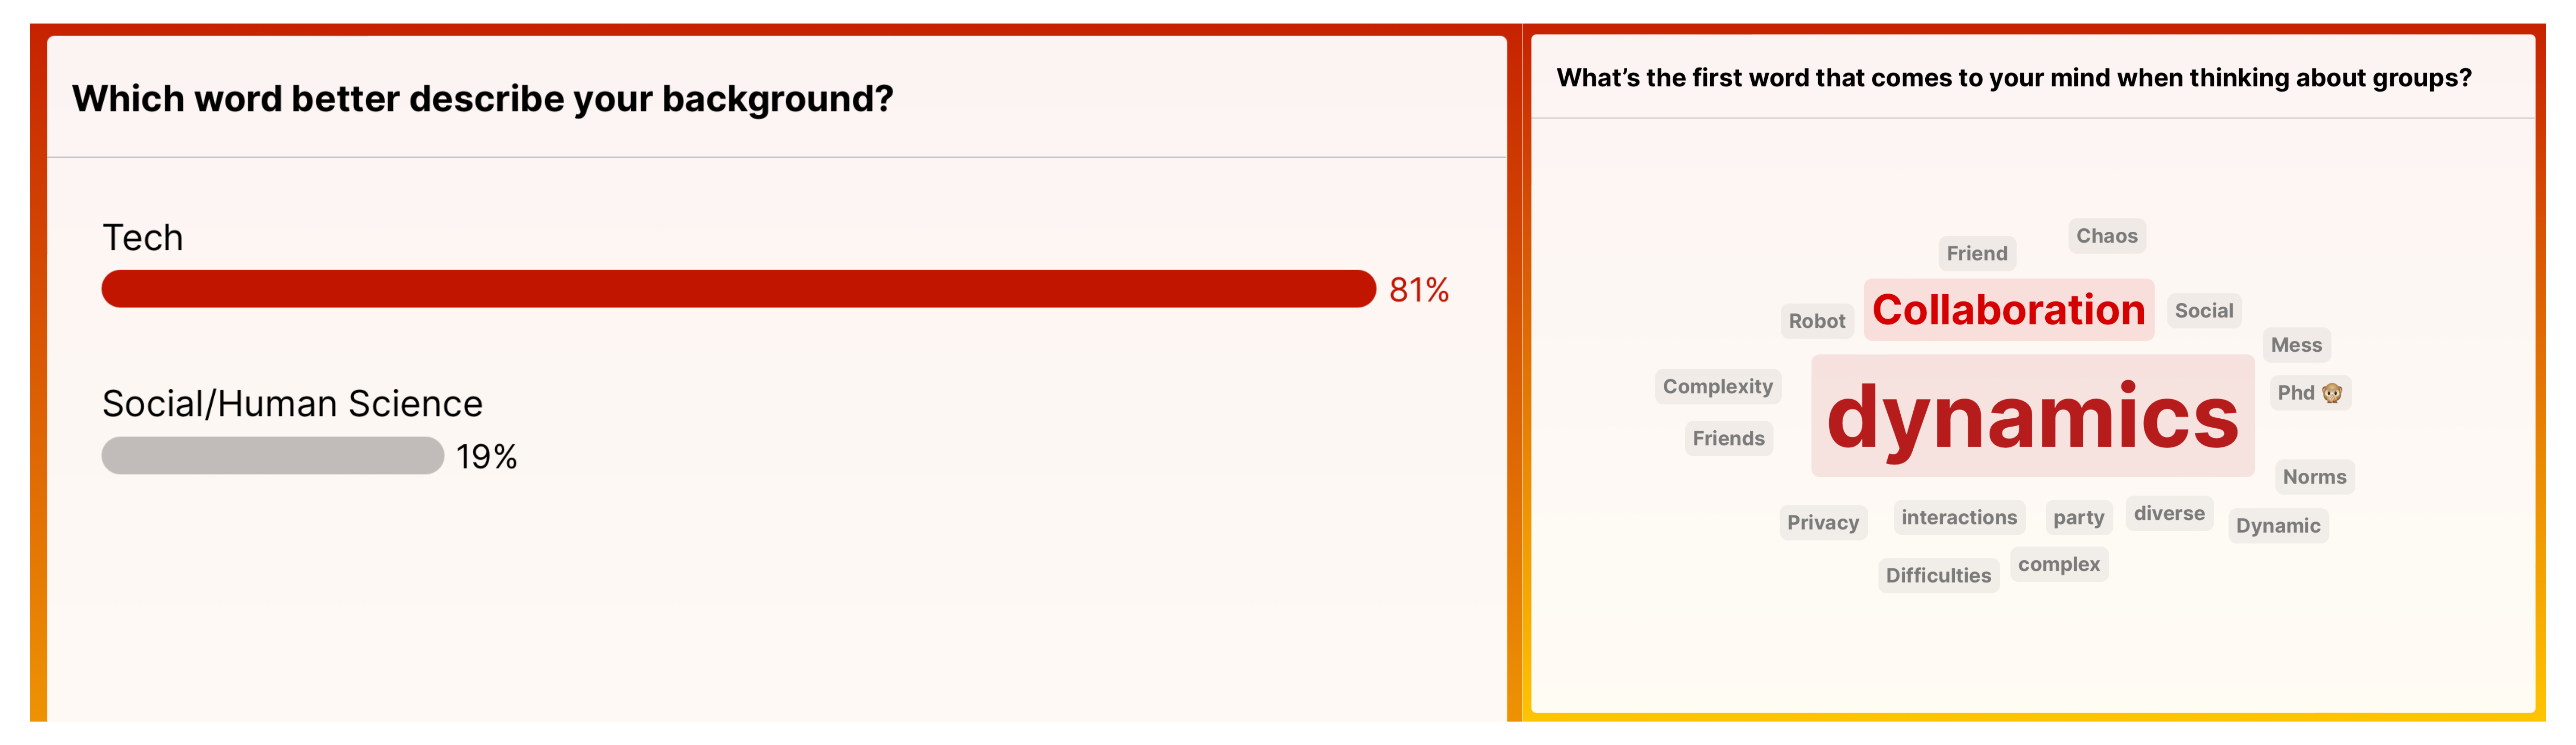 Which word better describe your background?
Tech
81%
Social/Human Science
19%
What's the first word that comes to your mind when thinking about groups?
Chaos
Friend
Collaboration
Social
Robot
Mess
Complexity
dynamics
Phd 🙊
Friends
Norms
Privacy
interactions
party
diverse
Dynamic
Difficulties
complex